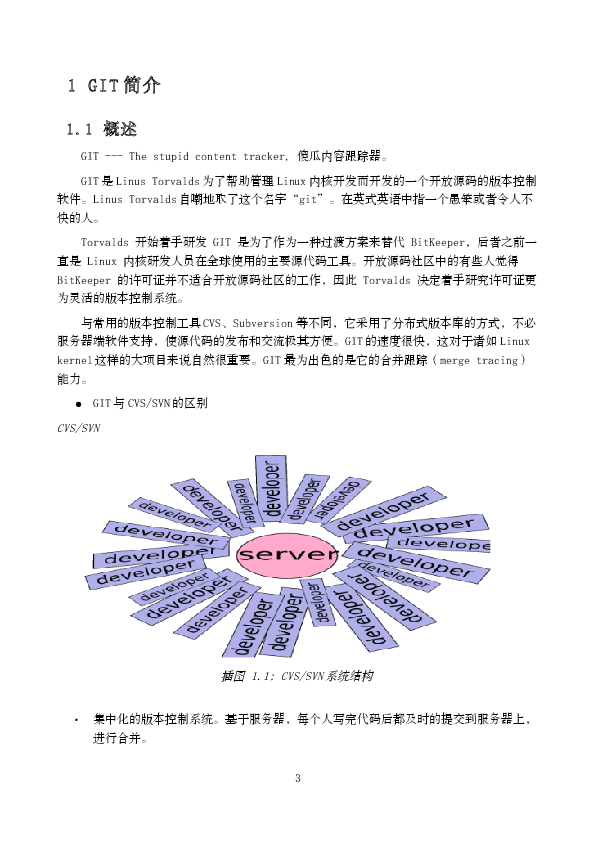 1 GIT简介
1.1 概述
GIT --- The stupid content tracker, 傻瓜内容跟踪器。
GIT是Linus Torvalds为了帮助管理Linux内核开发而开发的一个开放源码的版本控制
软件。Linus Torvalds自嘲地取了这个名字“git”。在英式英语中指一个愚笨或者令人不
快的人。
Torvalds 开始着手研发 GIT 是为了作为一种过渡方案来替代 BitKeeper，后者之前一
直是 Linux 内核研发人员在全球使用的主要源代码工具。开放源码社区中的有些人觉得
BitKeeper 的许可证并不适合开放源码社区的工作，因此 Torvalds 决定着手研究许可证更
为灵活的版本控制系统。
与常用的版本控制工具CVS、Subversion等不同，它采用了分布式版本库的方式，不必
服务器端软件支持，使源代码的发布和交流极其方便。GIT的速度很快，这对于诸如Linux
kernel这样的大项目来说自然很重要。GIT最为出色的是它的合并跟踪（merge tracing）
能力。
● GIT与CVS/SVN的区别
CVS/SVN
developer
developer
developer
developer
developer
developer
developer
developer
developer
developer
develope
developer
developer
developer
developer
server
developer
developer
developer
developer
developer
developer
developer
developer
developer
插图 1.1: CVS/SVN系统结构
· 集中化的版本控制系统。基于服务器，每个人写完代码后都及时的提交到服务器上，
进行合并。
3